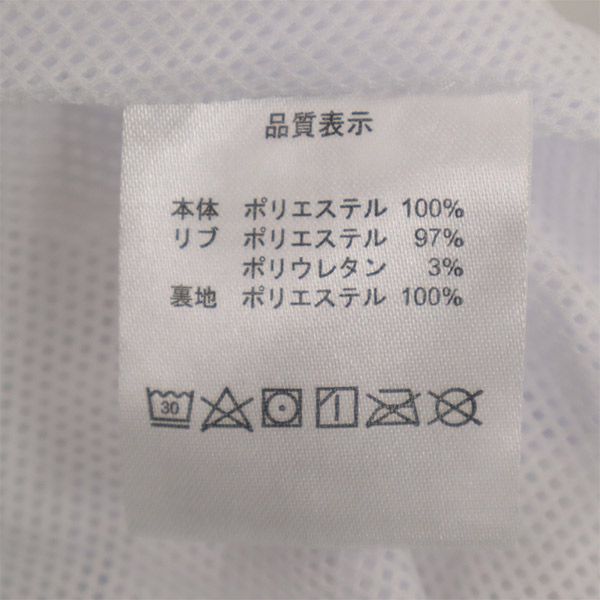 品質表示
本体 ポリエステル 100%
リブ ポリエステル 97%
ポリウレタン 3%
裏地 ポリエステル 100%
30